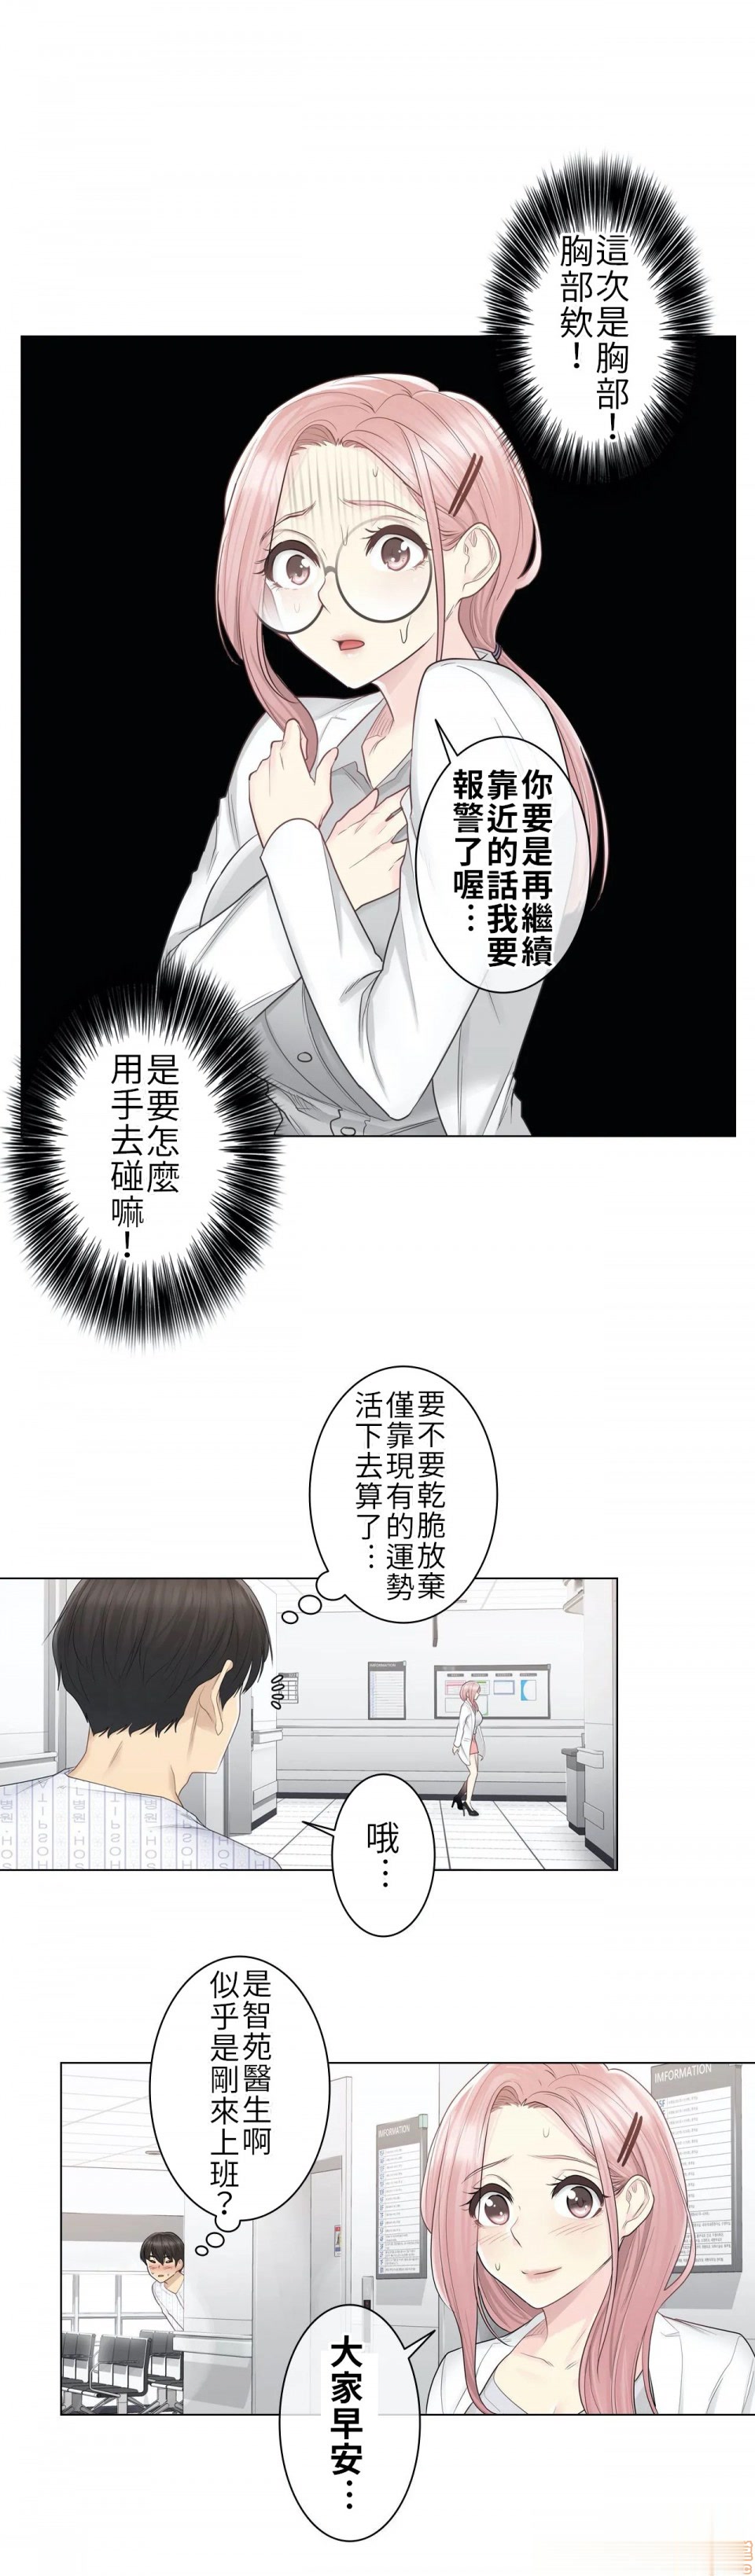 這次是胸部！
胸部欸！
你要是再繼續
靠近的話我要
報警了喔…
是要怎麼
用手去碰嘛！
要不要乾脆放棄
僅靠現有的運勢
活下去算了…
哦…
是智苑醫生啊
似乎是剛來上班？
IMFORMATION
IMFORMATION
大家早安…